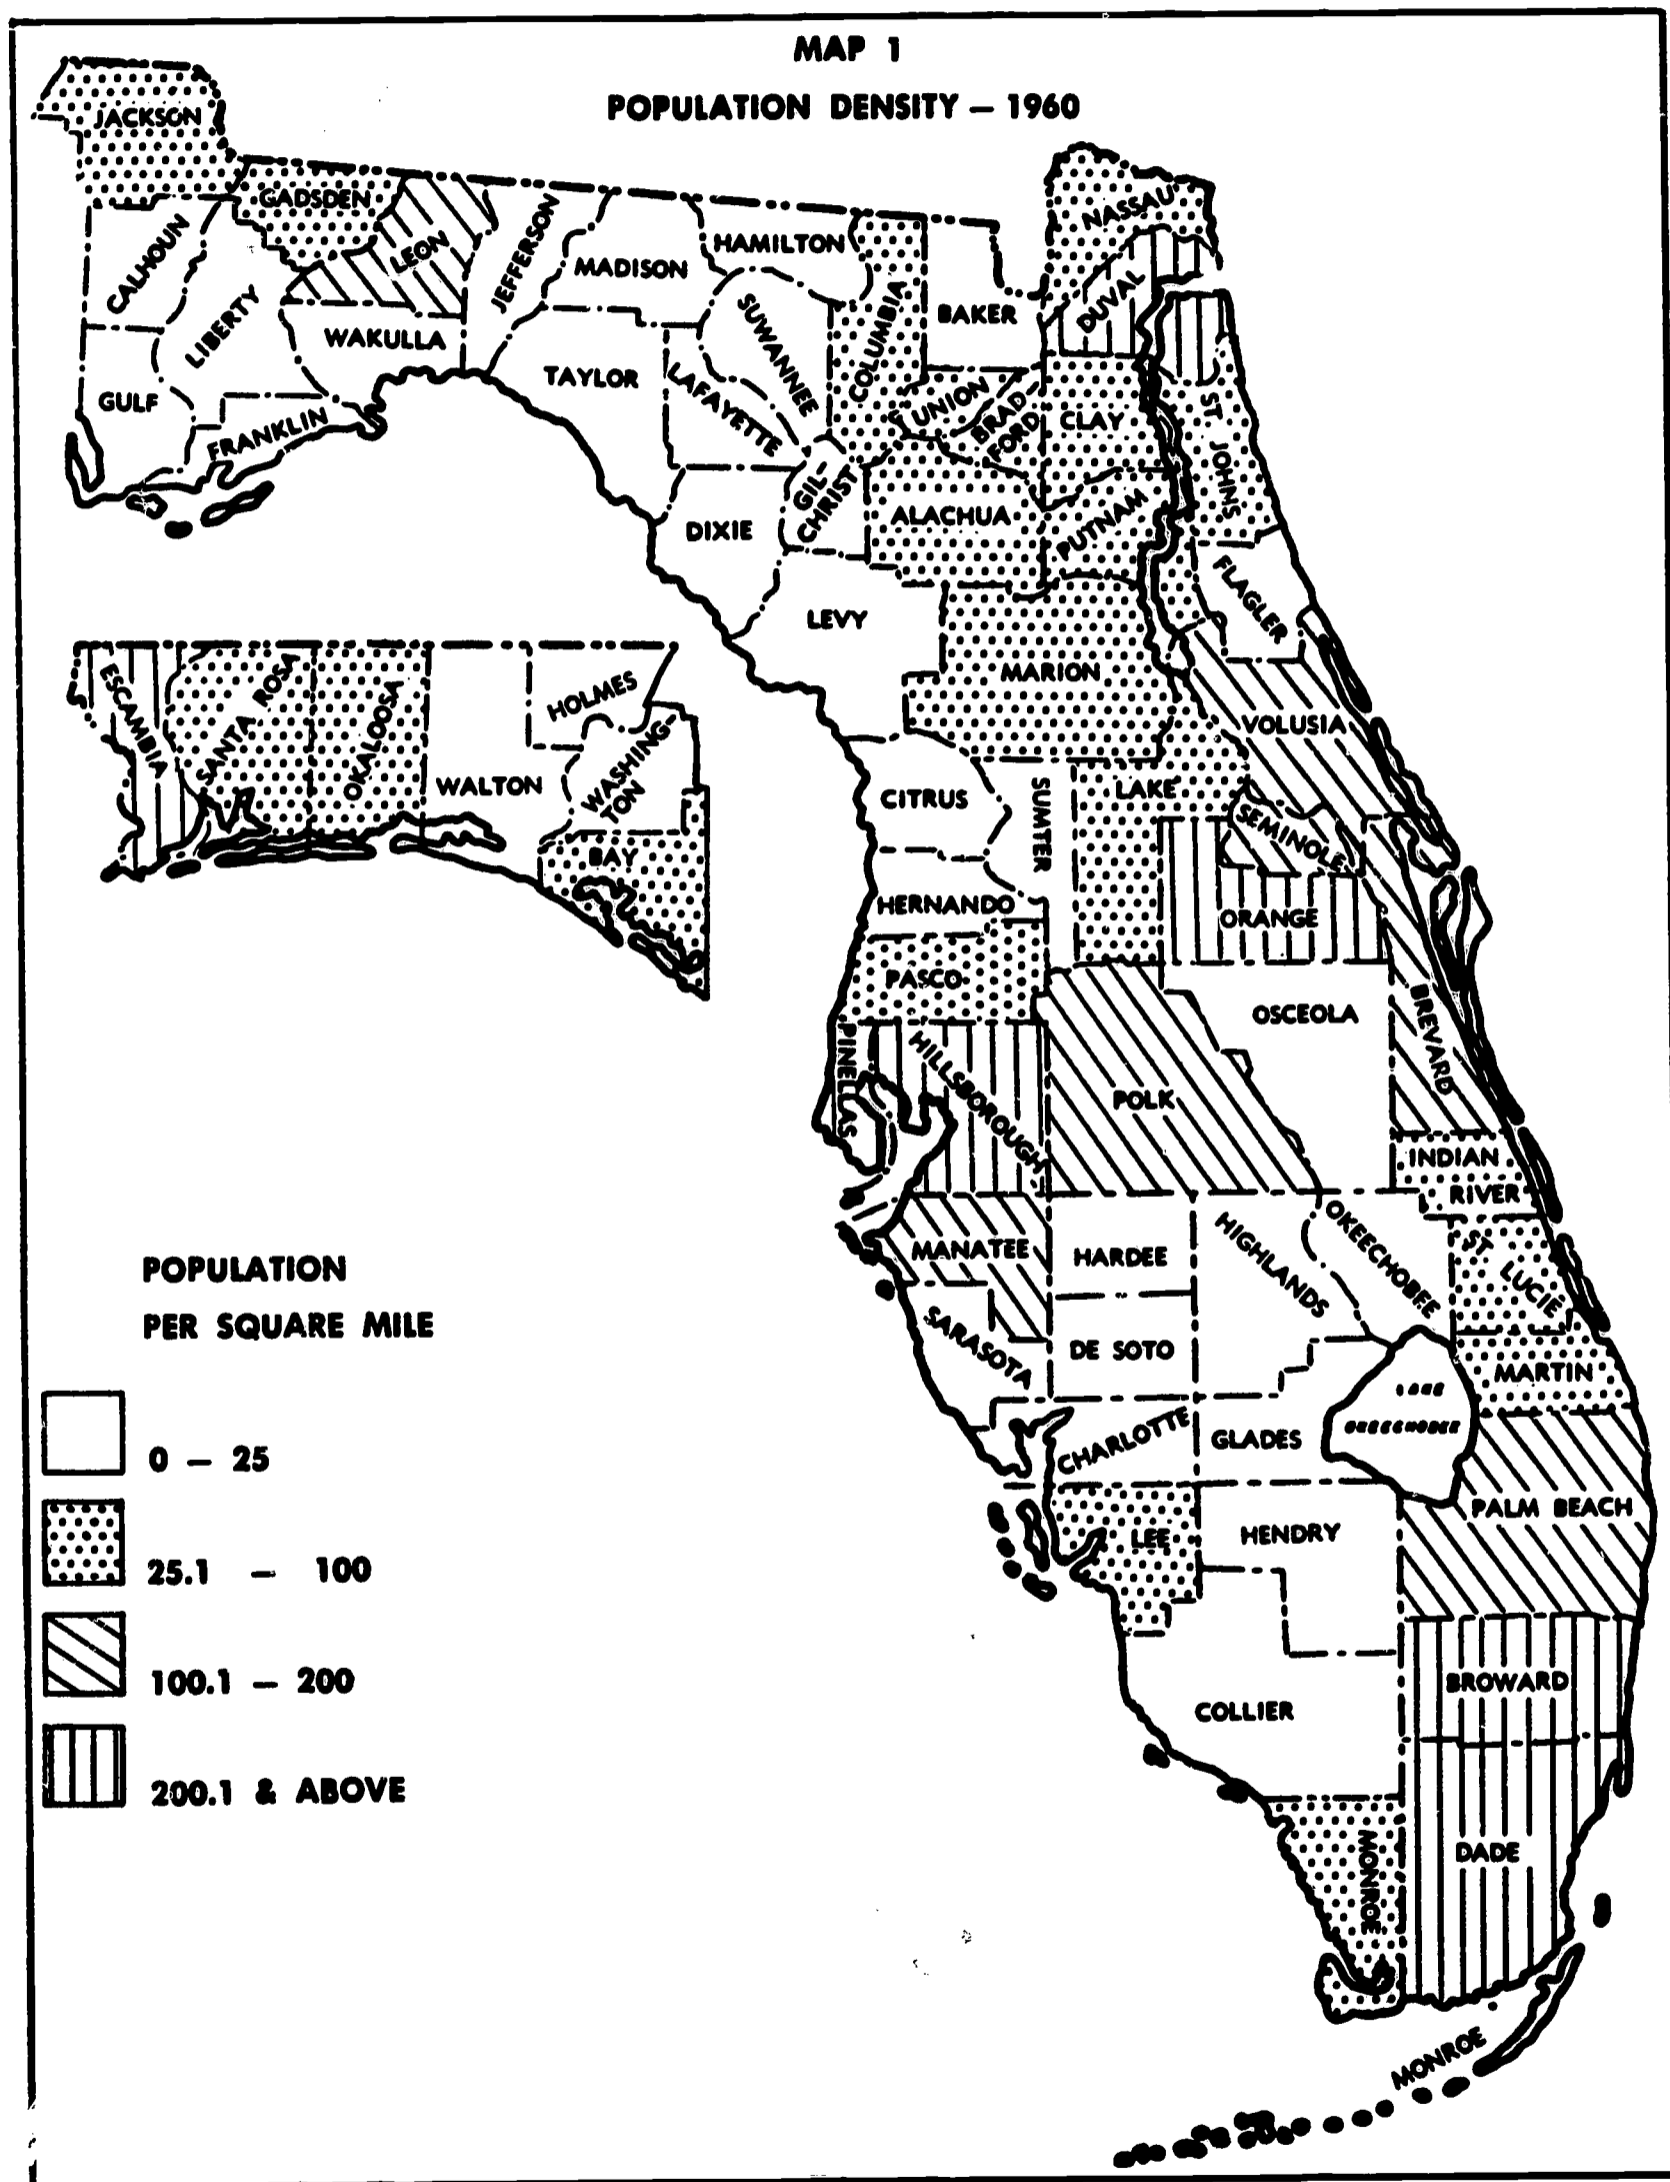 MAP 1
POPULATION DENSITY — 1960
JACKSON
GADSDEN
LEON
CALHOUN
LIBERTY
GULF
FRANKLIN
WAKULLA
JEFFERSON
MADISON
HAMILTON
TAYLOR
LAFAYETTE
SUWANNEE
COLUMBIA
BAKER
NASSAU
DUVAL
UNION
BRAD-
FORD
CLAY
ST
JOHNS
DIXIE
GIL-
CHRIST
ALACHUA
PUTNAM
FLAGLER
LEVY
MARION
VOLUSIA
ESCAMBIA
SANTA ROSA
OKALOOSA
WALTON
HOLMES
WASHING-
TON
BAY
CITRUS
SUMTER
LAKE
SEMINOLE
HERNANDO
ORANGE
PASCO
OSCEOLA
BREVARD
PINELLAS
HILLSBOROUGH
POLK
INDIAN
RIVER
MANATEE
HARDEE
HIGHLANDS
OKEECHOBEE
ST
LUCIE
SARASOTA
DE SOTO
MARTIN
LAKE
OKEECHOBEE
CHARLOTTE
GLADES
PALM BEACH
LEE
HENDRY
COLLIER
BROWARD
DADE
MONROE
MONROE
POPULATION
PER SQUARE MILE
0 — 25
25.1 — 100
100.1 — 200
200.1 & ABOVE